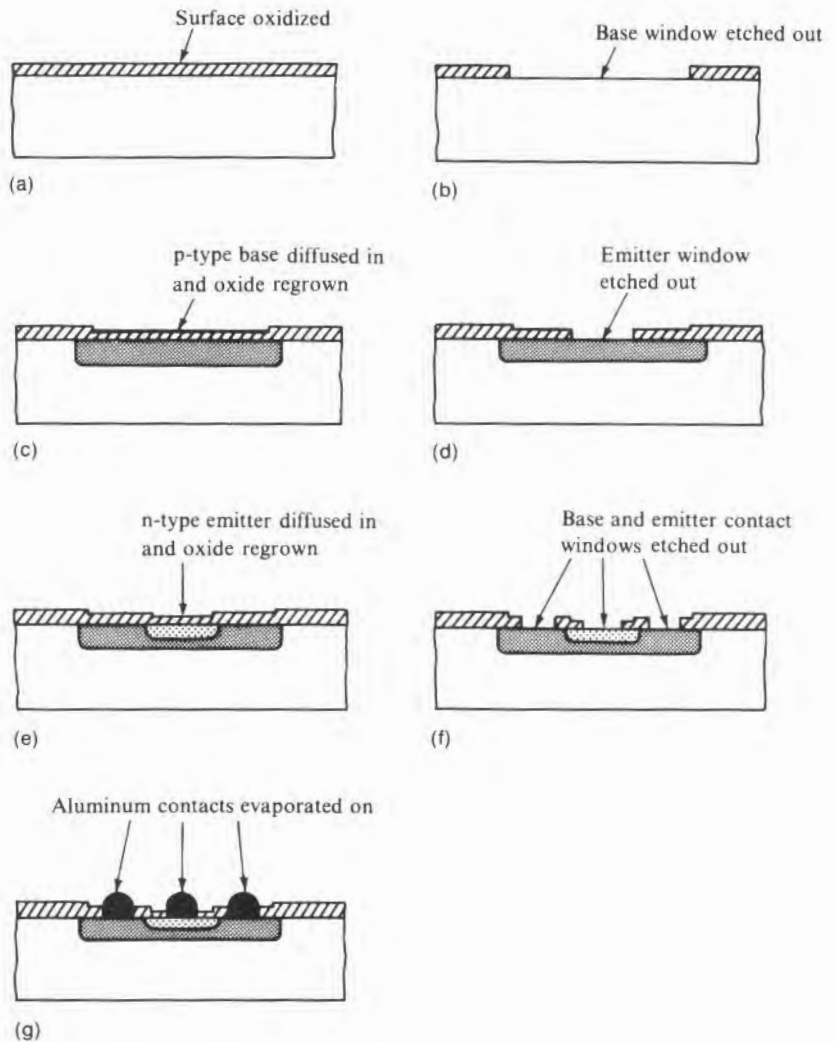 Surface oxidized
(a)
Base window etched out
(b)
p-type base diffused in
and oxide regrown
(c)
Emitter window
etched out
(d)
n-type emitter diffused in
and oxide regrown
(e)
Base and emitter contact
windows etched out
(f)
Aluminum contacts evaporated on
(g)